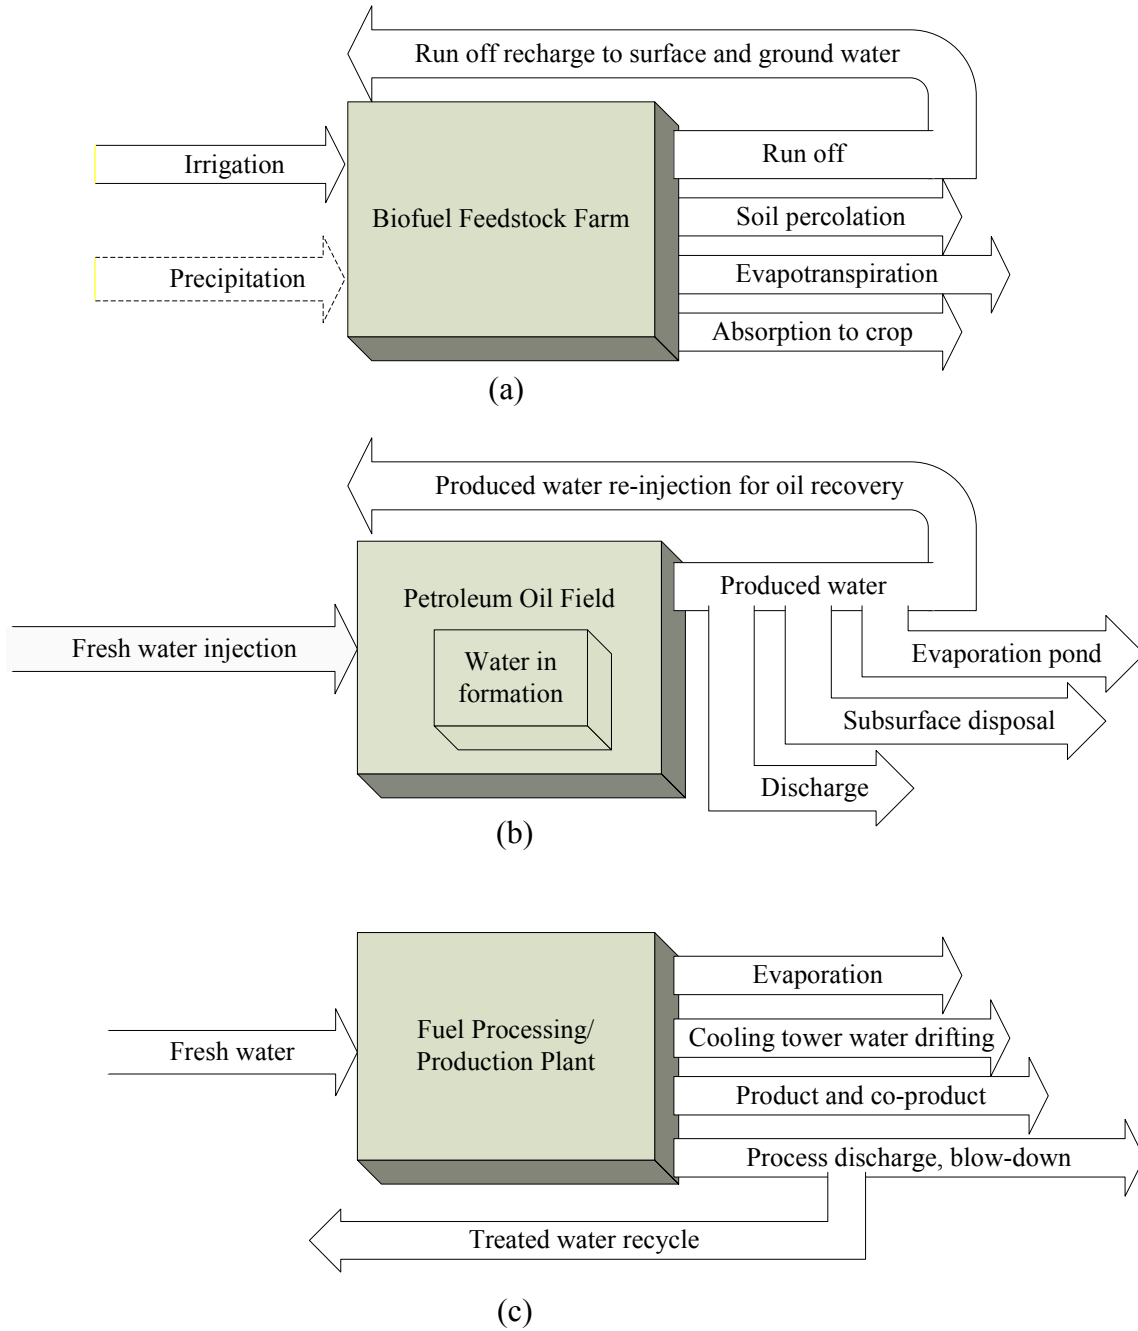 Run off recharge to surface and ground water
Irrigation
Run off
Biofuel Feedstock Farm
Soil percolation
Precipitation
Evapotranspiration
Absorption to crop
(a)
Produced water re-injection for oil recovery
Petroleum Oil Field
Produced water
Fresh water injection
Water in
formation
Evaporation pond
Subsurface disposal
Discharge
(b)
Evaporation
Fresh water
Fuel Processing/
Production Plant
Cooling tower water drifting
Product and co-product
Process discharge, blow-down
Treated water recycle
(c)